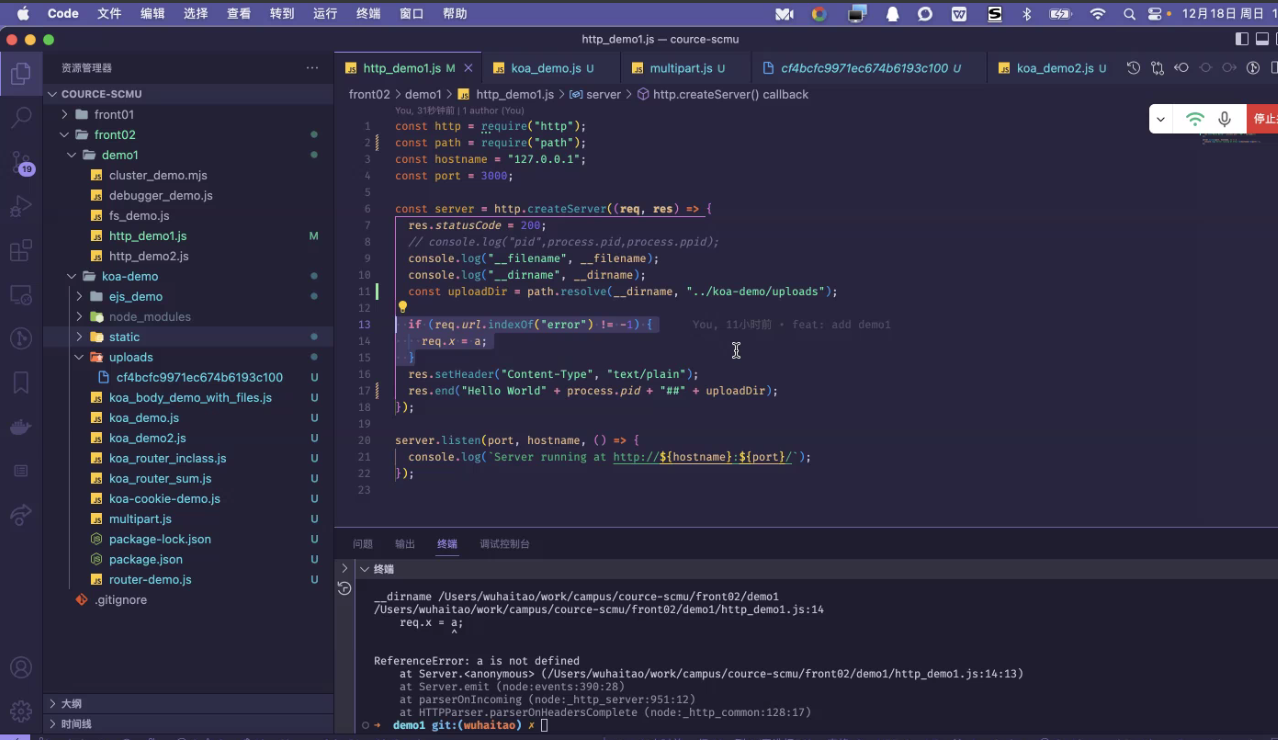 Code 文件 编辑 选择 查看 转到 运行 终端 窗口 帮助 12月18日 周日
http_demo1.js — cource-scmu
资源管理器 ···
http_demo1.js M × koa_demo.js U multipart.js U cf4bcfc9971ec674b6193c100 U koa_demo2.js U
front02 > demo1 > http_demo1.js > server > http.createServer() callback
COURCE-SCMU
front01
front02
demo1
cluster_demo.mjs
debugger_demo.js
fs_demo.js
http_demo1.js M
http_demo2.js
koa-demo
ejs_demo
node_modules
static
uploads
cf4bcfc9971ec674b6193c100 U
koa_body_demo_with_files.js U
koa_demo.js U
koa_demo2.js U
koa_router_inclass.js U
koa_router_sum.js U
koa-cookie-demo.js U
multipart.js U
package-lock.json U
package.json U
router-demo.js U
.gitignore
大纲
时间线
19
You, 31秒钟前 | 1 author (You)
1 const http = require("http");
2 const path = require("path");
3 const hostname = "127.0.0.1";
4 const port = 3000;
5
6 const server = http.createServer((req, res) => {
7 res.statusCode = 200;
8 // console.log("pid",process.pid,process.ppid);
9 console.log("__filename", __filename);
10 console.log("__dirname", __dirname);
11 const uploadDir = path.resolve(__dirname, "../koa-demo/uploads");
12
13 if (req.url.indexOf("error") != -1) { You, 11小时前 • feat: add demo1
14 req.x = a;
15 }
16 res.setHeader("Content-Type", "text/plain");
17 res.end("Hello World" + process.pid + "##" + uploadDir);
18 });
19
20 server.listen(port, hostname, () => {
21 console.log(`Server running at http://${hostname}:${port}/`);
22 });
23
停止
问题 输出 终端 调试控制台
终端
__dirname /Users/wuhaitao/work/campus/cource-scmu/front02/demo1
/Users/wuhaitao/work/campus/cource-scmu/front02/demo1/http_demo1.js:14
req.x = a;
^
ReferenceError: a is not defined
at Server.<anonymous> (/Users/wuhaitao/work/campus/cource-scmu/front02/demo1/http_demo1.js:14:13)
at Server.emit (node:events:390:28)
at parserOnIncoming (node:_http_server:951:12)
at HTTPParser.parserOnHeadersComplete (node:_http_common:128:17)
➜ demo1 git:(wuhaitao) ✗